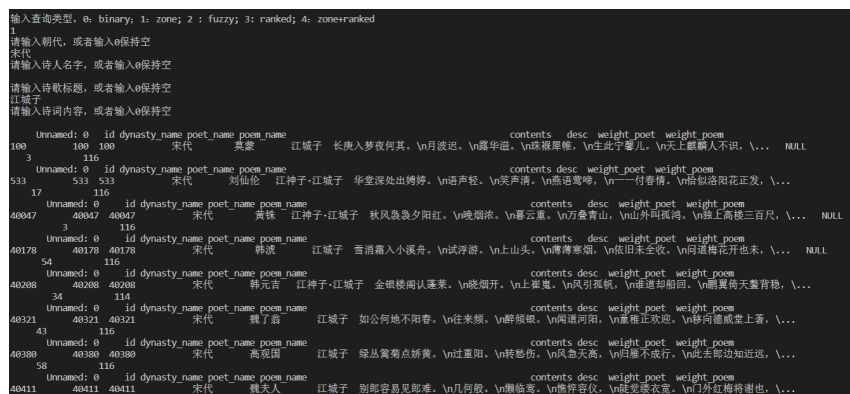 输入查询类型, 0: binary; 1: zone; 2 : fuzzy; 3: ranked; 4: zone+ranked
1
请输入朝代，或者输入0保持空
宋代
请输入诗人名字，或者输入0保持空
请输入诗歌标题，或者输入0保持空
江城子
请输入诗词内容，或者输入0保持空
Unnamed: 0 id dynasty_name poet_name poem_name contents desc weight_poet weight_poem
100 100 100 宋代 莫蒙 江城子 长庚入梦夜何其。\n月波迟。\n露华滋。\n珠裸犀帷，\n生此宁馨儿。\n天上麒麟人不识，\... NULL
3 116
Unnamed: 0 id dynasty_name poet_name poem_name contents desc weight_poet weight_poem
533 533 533 宋代 刘仙伦 江神子·江城子 华堂深处出娉婷。\n语声轻。\n笑声清。\n燕语莺啼，\n一一付春情。\n恰似洛阳花正发，\...
17 116
Unnamed: 0 id dynasty_name poet_name poem_name contents desc weight_poet weight_poem
40047 40047 40047 宋代 黄铢 江神子·江城子 秋风袅袅夕阳红。\n晚烟浓。\n暮云重。\n万叠青山，\n山外叫孤鸿。\n独上高楼三百尺，\... NULL
3 116
Unnamed: 0 id dynasty_name poet_name poem_name contents desc weight_poet weight_poem
40178 40178 40178 宋代 韩淲 江城子 雪消霜入小溪舟。\n试浮游。\n上山头。\n薄薄寒烟，\n依旧未全收。\n问道梅花开也未，\... NULL
54 116
Unnamed: 0 id dynasty_name poet_name poem_name contents desc weight_poet weight_poem
40208 40208 40208 宋代 韩元吉 江神子·江城子 金银楼阁认蓬莱。\n晓烟开。\n上崔嵬。\n风引孤帆，\n谁道却船回。\n鹏翼倚天鳌背稳，\...
34 114
Unnamed: 0 id dynasty_name poet_name poem_name contents desc weight_poet weight_poem
40321 40321 40321 宋代 魏了翁 江城子 如公何地不阳春。\n往来频。\n醉倾银。\n闻道河阳，\n童稚正欢迎。\n移向德威堂上著，\...
43 116
Unnamed: 0 id dynasty_name poet_name poem_name contents desc weight_poet weight_poem
40380 40380 40380 宋代 高观国 江城子 绿丛篱菊点娇黄。\n过重阳。\n转愁伤。\n风急天高，\n归雁不成行。\n此去郎边知近远，\...
58 116
Unnamed: 0 id dynasty_name poet_name poem_name contents desc weight_poet weight_poem
40411 40411 40411 宋代 魏夫人 江城子 别郎容易见郎难。\n几何般。\n懒临鸾。\n憔悴容仪，\n陡觉缕衣宽。\n门外红梅将谢也，\...